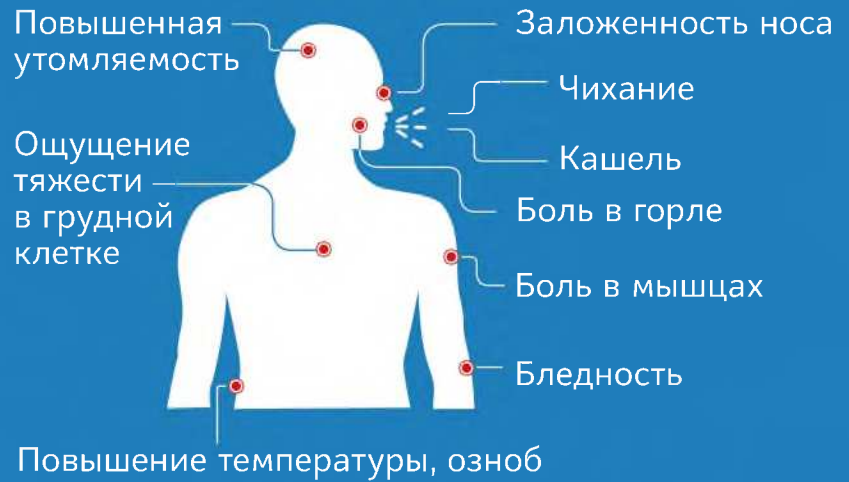 Повышенная
утомляемость
Заложенность носа
Чихание
Кашель
Ощущение
тяжести
в грудной
клетке
Боль в горле
Боль в мышцах
Бледность
Повышение температуры, озноб